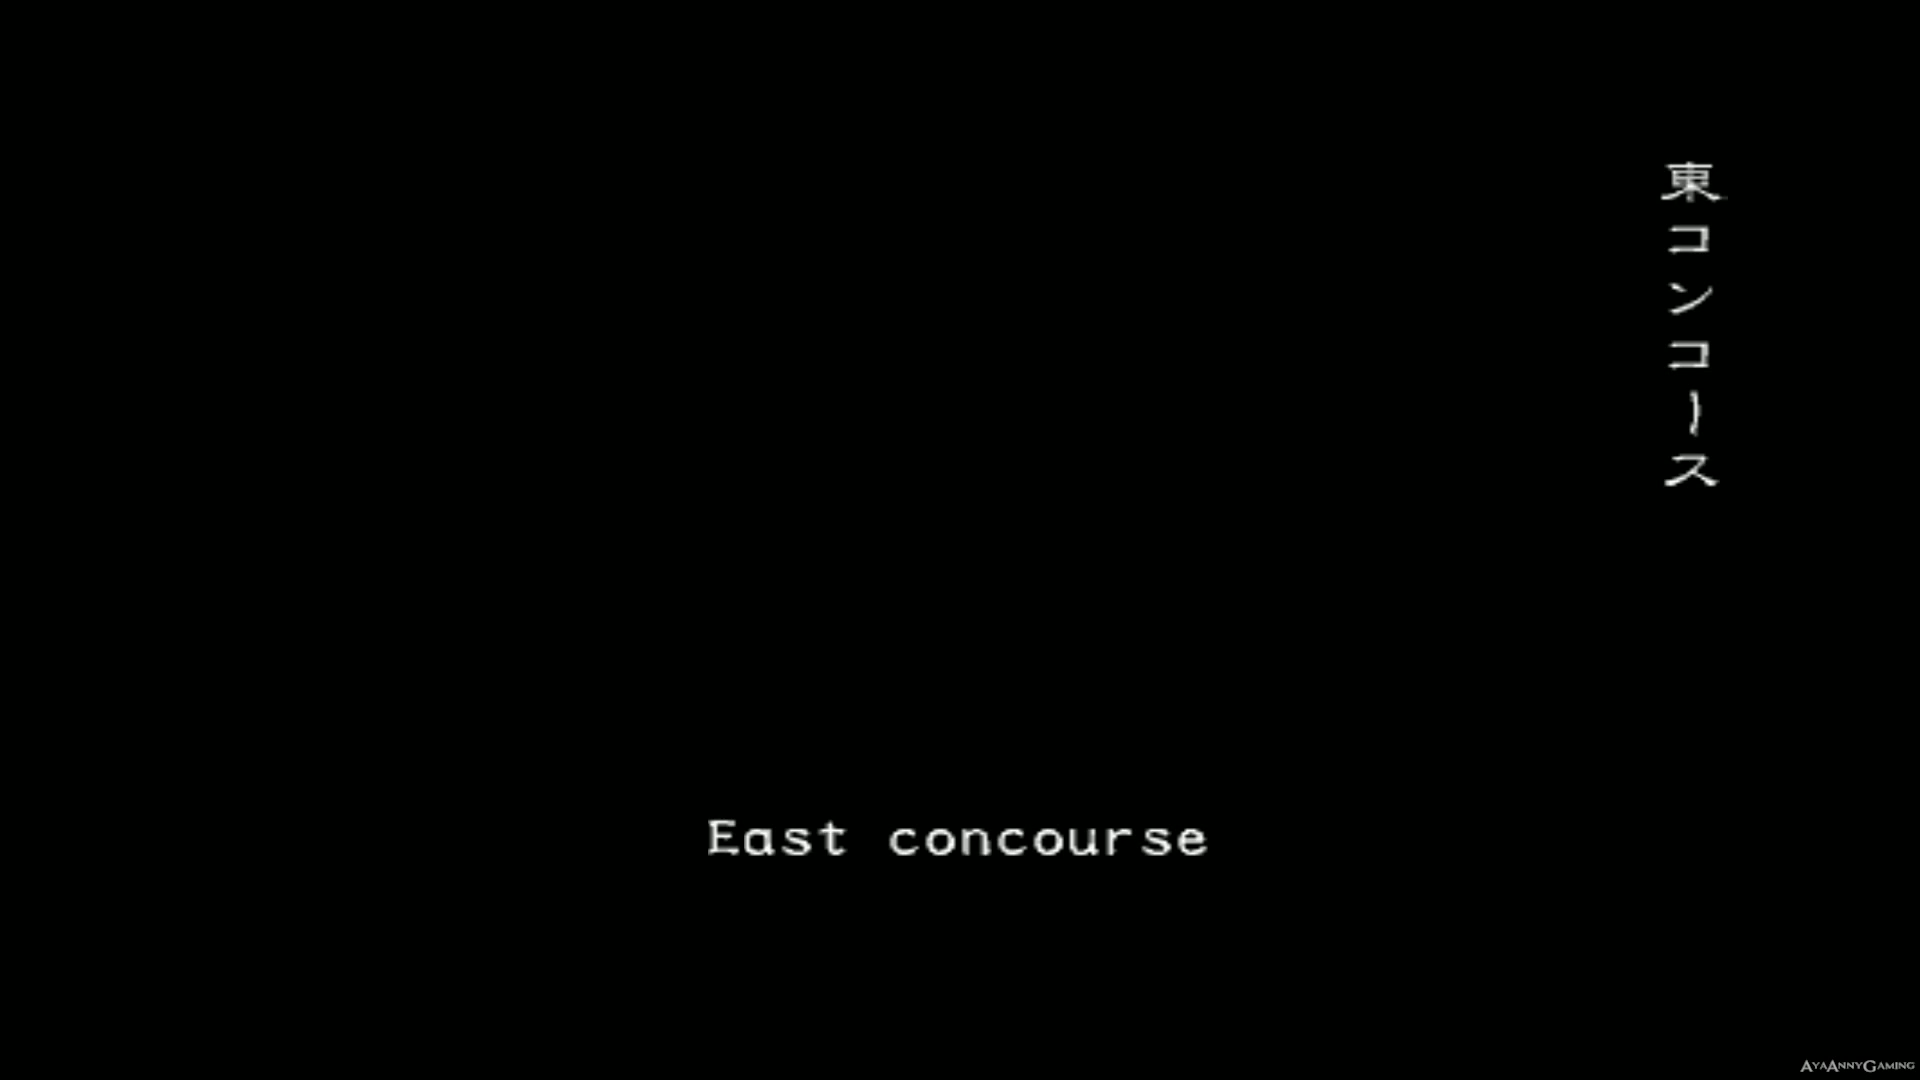 東コンコース
East concourse
AyaAnnyGaming